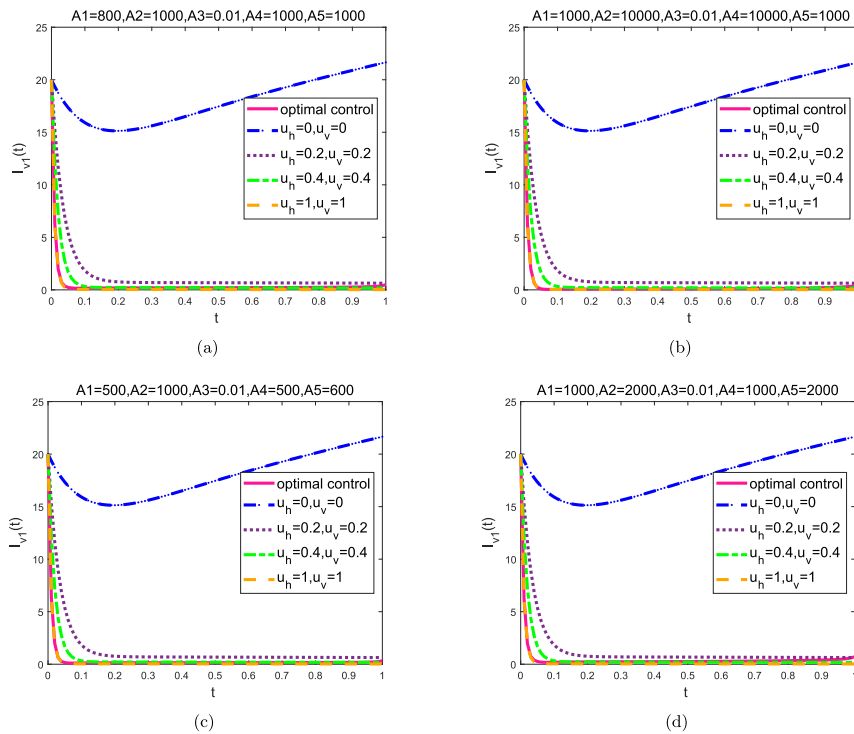 A1=800,A2=1000,A3=0.01,A4=1000,A5=1000
25
20
15
10
5
0
I_v1(t)
optimal control
u_h=0,u_v=0
u_h=0.2,u_v=0.2
u_h=0.4,u_v=0.4
u_h=1,u_v=1
0 0.1 0.2 0.3 0.4 0.5 0.6 0.7 0.8 0.9 1
t
(a)
A1=1000,A2=10000,A3=0.01,A4=10000,A5=1000
25
20
15
10
5
0
I_v1(t)
optimal control
u_h=0,u_v=0
u_h=0.2,u_v=0.2
u_h=0.4,u_v=0.4
u_h=1,u_v=1
0 0.1 0.2 0.3 0.4 0.5 0.6 0.7 0.8 0.9
t
(b)
A1=500,A2=1000,A3=0.01,A4=500,A5=600
25
20
15
10
5
0
I_v1(t)
optimal control
u_h=0,u_v=0
u_h=0.2,u_v=0.2
u_h=0.4,u_v=0.4
u_h=1,u_v=1
0 0.1 0.2 0.3 0.4 0.5 0.6 0.7 0.8 0.9 1
t
(c)
A1=1000,A2=2000,A3=0.01,A4=1000,A5=2000
25
20
15
10
5
0
I_v1(t)
optimal control
u_h=0,u_v=0
u_h=0.2,u_v=0.2
u_h=0.4,u_v=0.4
u_h=1,u_v=1
0 0.1 0.2 0.3 0.4 0.5 0.6 0.7 0.8 0.9
t
(d)